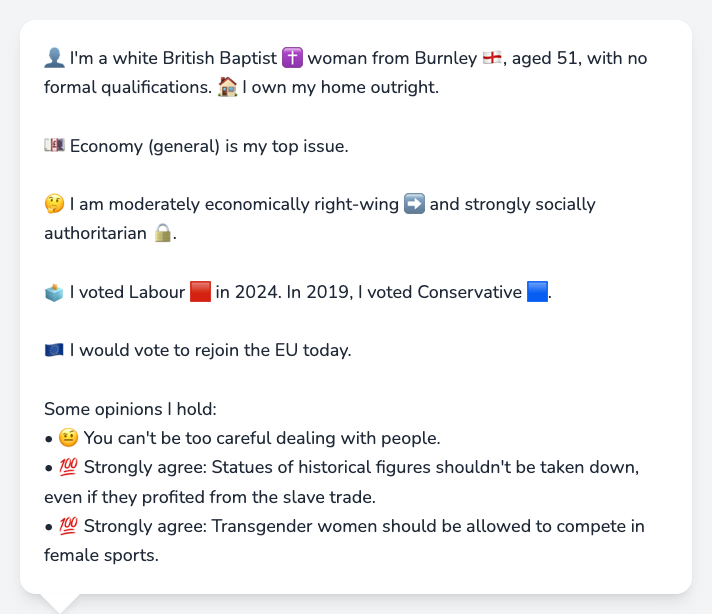 👤 I'm a white British Baptist ✝️ woman from Burnley 🏴󠁧󠁢󠁥󠁮󠁧󠁿, aged 51, with no
formal qualifications. 🏠 I own my home outright.
💷 Economy (general) is my top issue.
🤔 I am moderately economically right-wing ➡️ and strongly socially
authoritarian 🔒.
🗳️ I voted Labour 🟥 in 2024. In 2019, I voted Conservative 🟦.
🇪🇺 I would vote to rejoin the EU today.
Some opinions I hold:
• 🤨 You can't be too careful dealing with people.
• 💯 Strongly agree: Statues of historical figures shouldn't be taken down,
even if they profited from the slave trade.
• 💯 Strongly agree: Transgender women should be allowed to compete in
female sports.